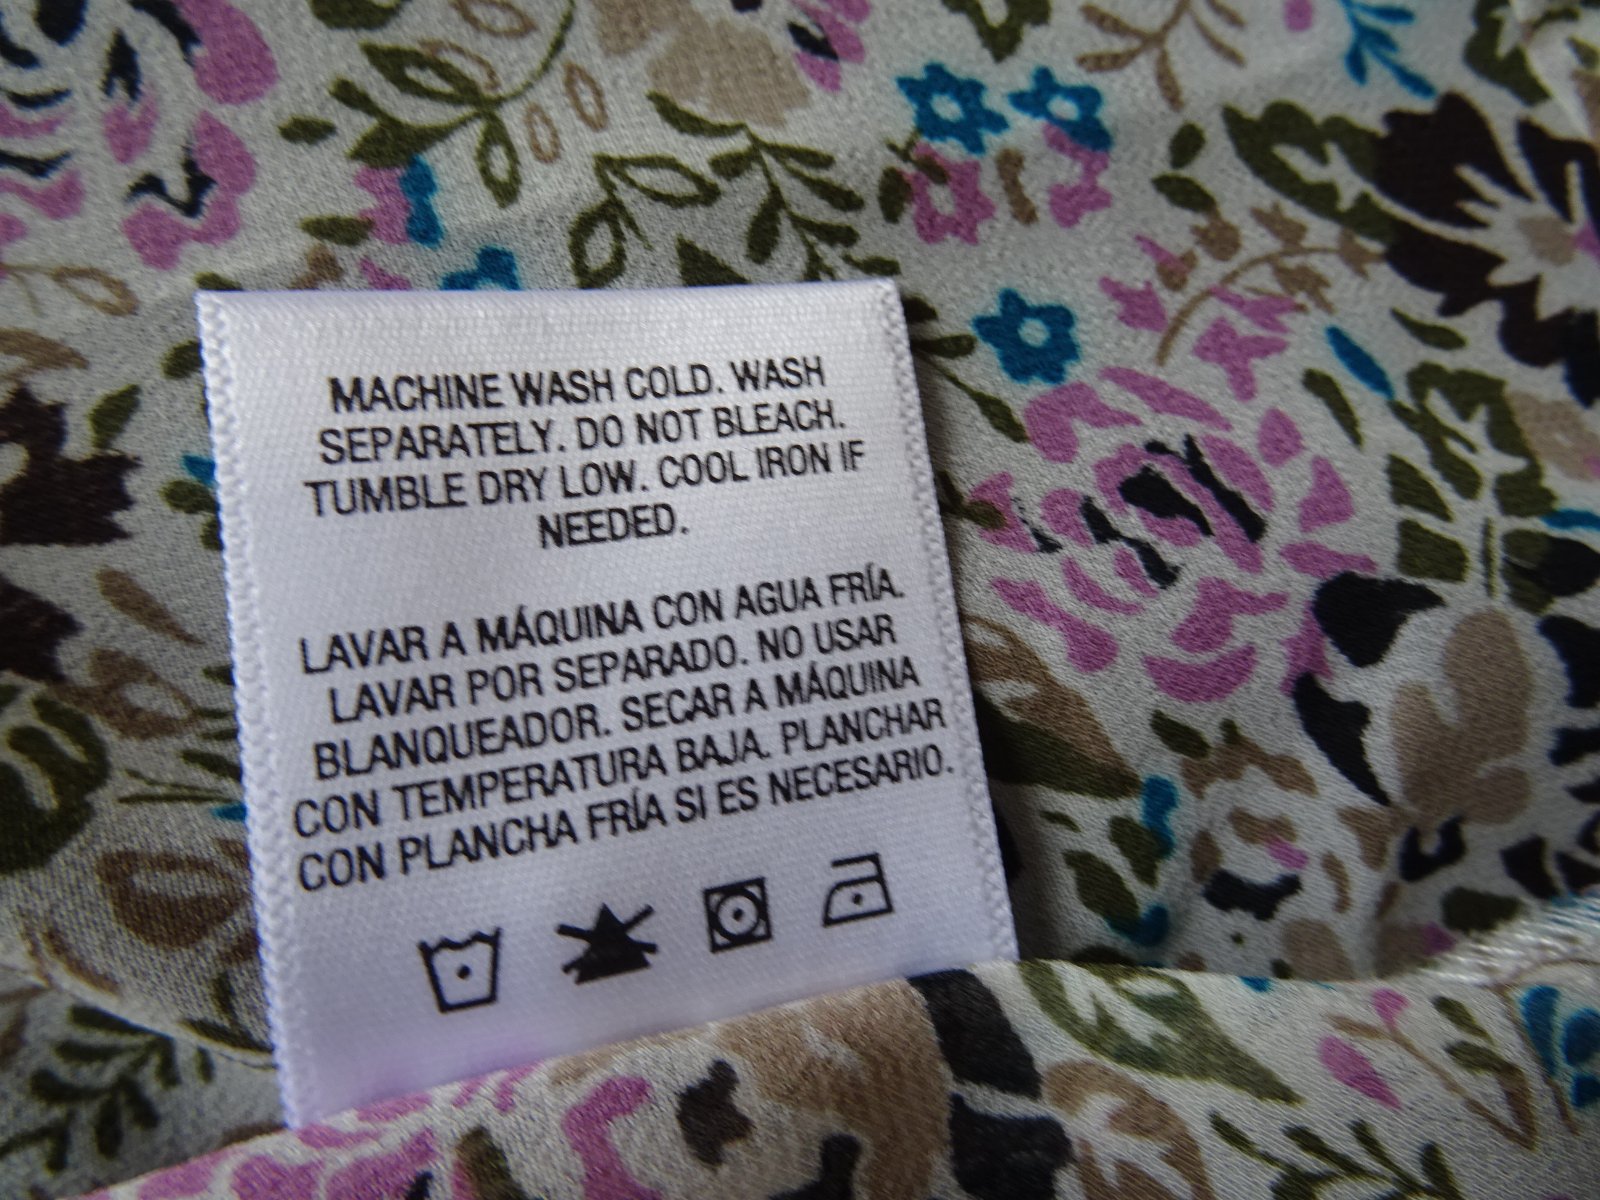 MACHINE WASH COLD. WASH
SEPARATELY. DO NOT BLEACH.
TUMBLE DRY LOW. COOL IRON IF
NEEDED.
LAVAR A MÁQUINA CON AGUA FRÍA.
LAVAR POR SEPARADO. NO USAR
BLANQUEADOR. SECAR A MÁQUINA
CON TEMPERATURA BAJA. PLANCHAR
CON PLANCHA FRÍA SI ES NECESARIO.